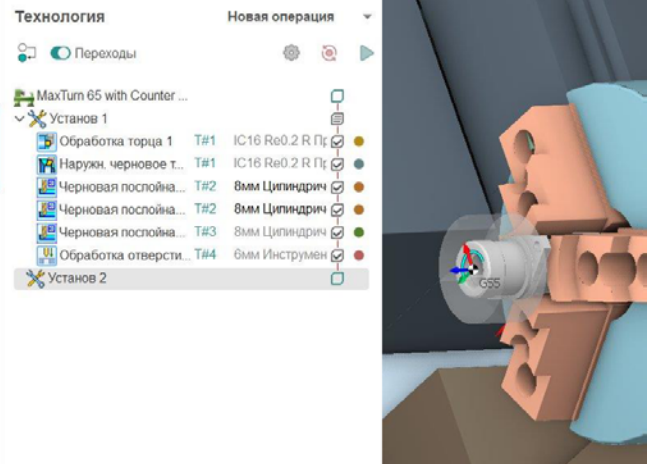 Технология Новая операция
Переходы
MaxTurn 65 with Counter ...
Установ 1
Обработка торца 1 T#1 IC16 Re0.2 R Пр
Наружн. черновое т... T#1 IC16 Re0.2 R Пр
Черновая послойна... T#2 8мм Цилиндрич
Черновая послойна... T#2 8мм Цилиндрич
Черновая послойна... T#3 8мм Цилиндрич
Обработка отверсти... T#4 6мм Инструмен
Установ 2
G55